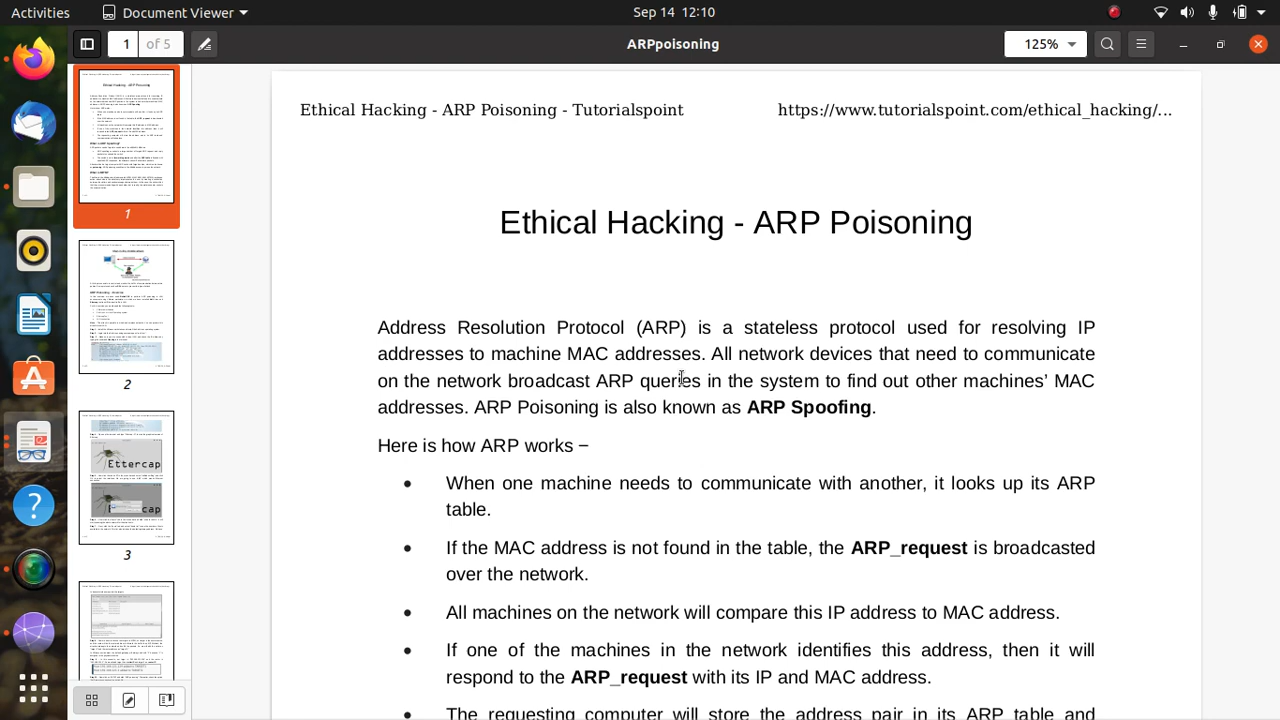 Activities
Document Viewer
Sep 14 12:10
1
of 5
ARPpoisoning
125%
Ethical Hacking - ARP Poisoning - Tutorialspoint
https://www.tutorialspoint.com/ethical_hacking/...
Ethical Hacking - ARP Poisoning
Address Resolution Protocol (ARP) is a stateless protocol used for resolving IP
addresses to machine MAC addresses. All network devices that need to communicate
on the network broadcast ARP queries in the system to find out other machines' MAC
addresses. ARP Poisoning is also known as ARP Spoofing.
Here is how ARP works −
• When one machine needs to communicate with another, it looks up its ARP
table.
• If the MAC address is not found in the table, the ARP_request is broadcasted
over the network.
• All machines on the network will compare this IP address to MAC address.
• If one of the machines in the network identifies this address, then it will
respond to the ARP_request with its IP and MAC address.
• The requesting computer will store the address pair in its ARP table and
1
2
Ettercap
cap
3